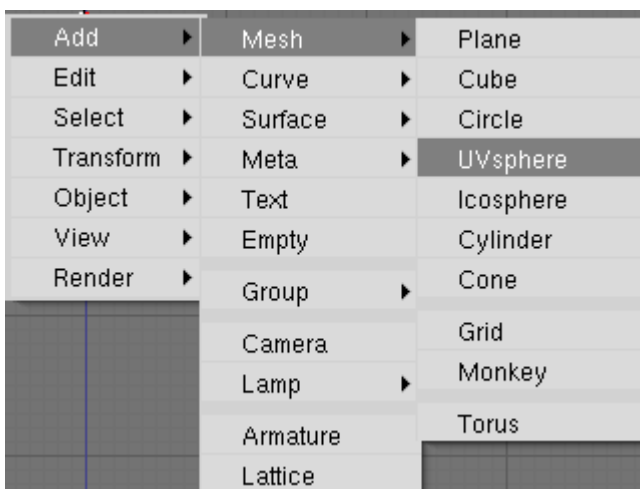 Add
Edit
Select
Transform
Object
View
Render
Mesh
Curve
Surface
Meta
Text
Empty
Group
Camera
Lamp
Armature
Lattice
Plane
Cube
Circle
UVsphere
Icosphere
Cylinder
Cone
Grid
Monkey
Torus